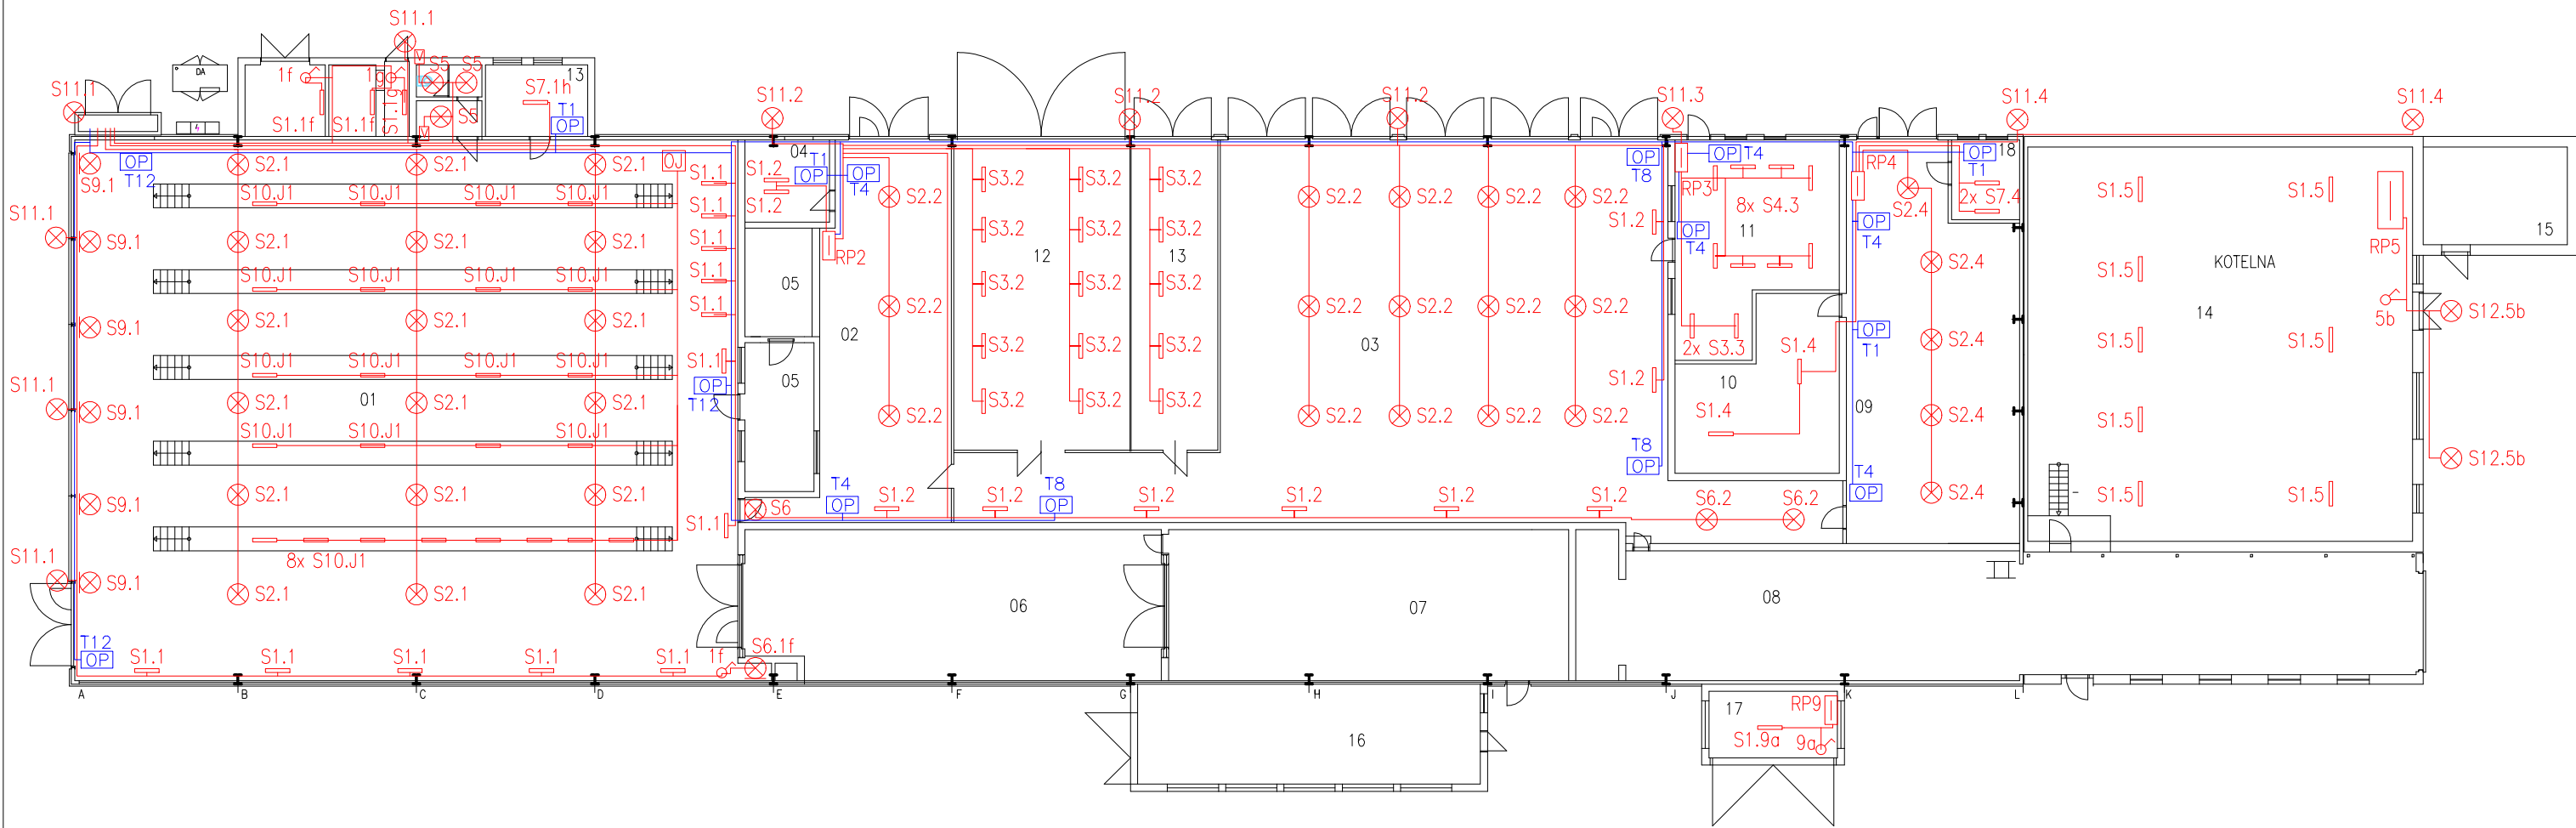 S11.1
DA
1f
1g
S5 S5
13
S7.1h
S11.1
S11.2
S11.2
S11.2
S11.3
S11.4
S11.4
S1.1f S1.1f S1.1g
S5
T1
OP
4
OP
T12
S9.1
S2.1 S2.1 S2.1
OJ
S1.1
S1.2
04
T1
OP
OP
T4
S1.2
OP
T8
OP T4
RP3
RP4
OP
T1
18
S10.J1 S10.J1 S10.J1 S10.J1
S1.1
S2.2
S3.2 S3.2 S3.2
S2.2 S2.2 S2.2 S2.2
8x S4.3
S2.4
2x S7.4
S1.5 S1.5
S11.1
S9.1
S2.1 S2.1 S2.1
S1.1
RP2
S3.2 S3.2 S3.2
12
13
S1.2
OP
T4
11
OP
T4
RP5
15
KOTELNA
S10.J1 S10.J1 S10.J1 S10.J1
S1.1
S1.1
05
S3.2 S3.2 S3.2
S2.4
S1.5
S9.1
S2.1 S2.1 S2.1
S2.2
02
S2.2 S2.2 S2.2 S2.2
03
2x S3.3
S1.4
OP
T1
S2.4
S1.5 S1.5
14
5b
S12.5b
S10.J1 S10.J1 S10.J1 S10.J1
S1.1
S3.2 S3.2 S3.2
OP
T12
05
S1.2
10
S11.1
S9.1
S2.1 S2.1 S2.1
01
S3.2 S3.2 S3.2
S2.2
S2.2 S2.2 S2.2 S2.2
S1.4
09
S2.4
S1.5
S10.J1 S10.J1 S10.J1
T8
OP
S12.5b
S9.1
S2.1 S2.1 S2.1
S1.1
S6
T4
OP
S1.2
S1.2
T8
OP
S1.2
S1.2
S1.2
S1.2
S6.2 S6.2
T4
OP
S2.4
S1.5 S1.5
S11.1
8x S10.J1
S9.1
S2.1 S2.1 S2.1
06
07
08
T12
OP
S1.1 S1.1 S1.1 S1.1 S1.1
1f
S6.1f
A B C D E F G H I J K L
16
17
RP9
S1.9a
9a